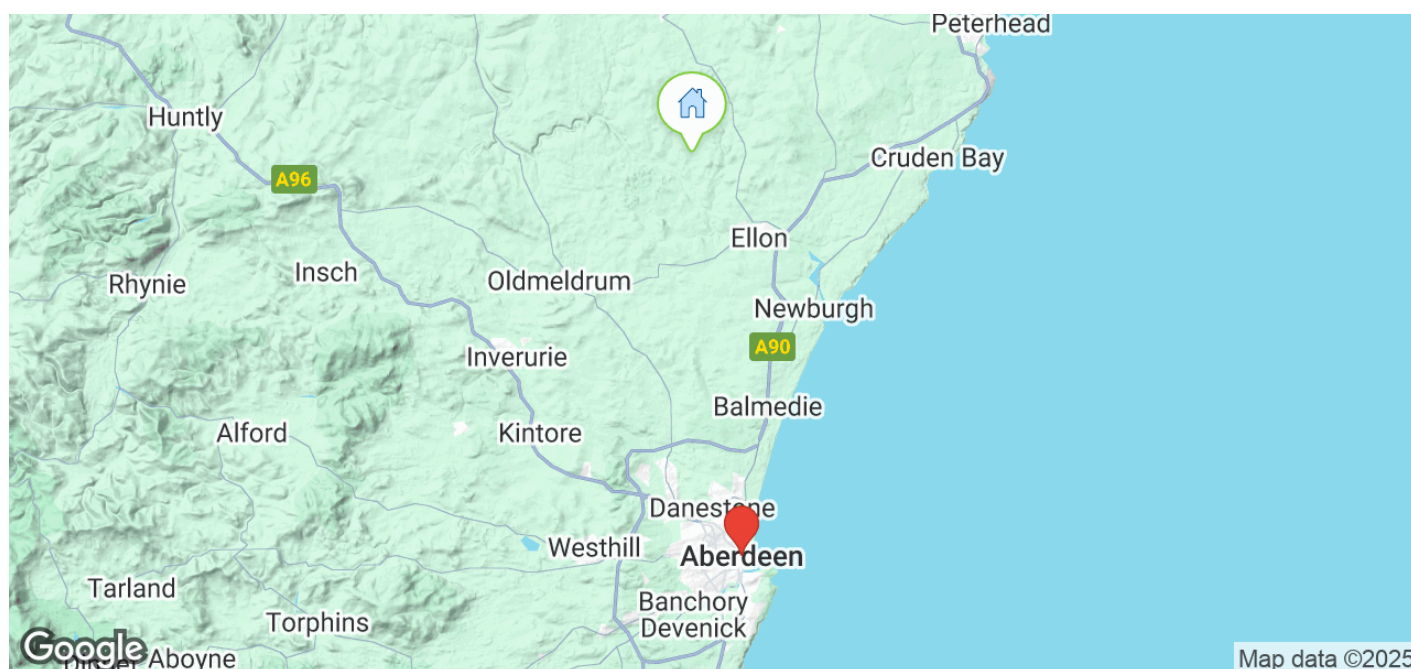 Peterhead
Huntly
Cruden Bay
A96
Ellon
Rhynie
Insch
Oldmeldrum
Newburgh
Inverurie
A90
Balmedie
Alford
Kintore
Danestone
Westhill
Aberdeen
Tarland
Banchory
Devenick
Torphins
Google
Aboyne
Map data ©2025